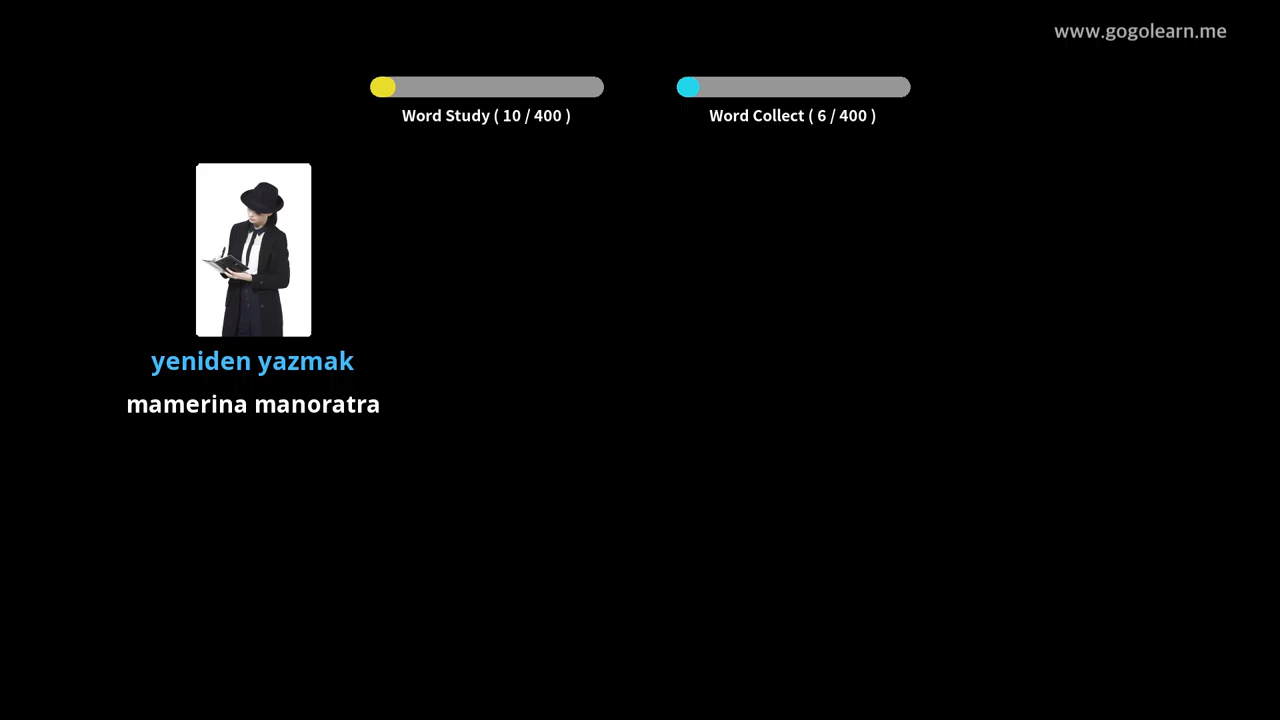 www.gogolearn.me
Word Study ( 10 / 400 )
Word Collect ( 6 / 400 )
yeniden yazmak
mamerina manoratra